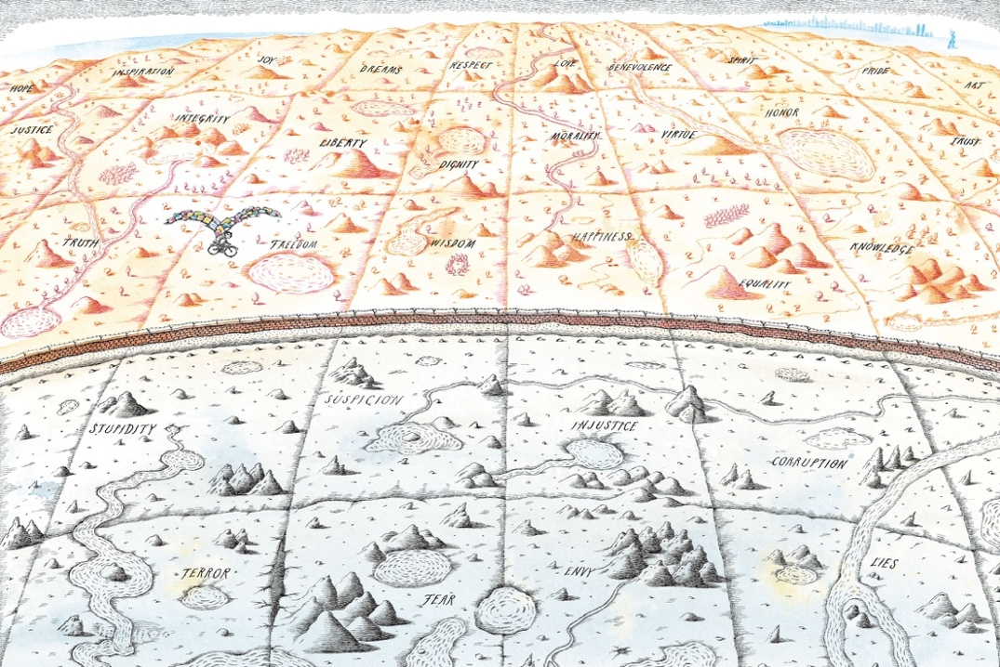 INSPIRATION
JOY
DREAMS
RESPECT
LOVE
BENEVOLENCE
SPIRIT
PRIDE
ART
HOPE
JUSTICE
INTEGRITY
LIBERTY
DIGNITY
MORALITY
VIRTUE
HONOR
TRUST
TRUTH
FREEDOM
WISDOM
HAPPINESS
EQUALITY
KNOWLEDGE
STUPIDITY
SUSPICION
INJUSTICE
CORRUPTION
TERROR
FEAR
ENVY
LIES